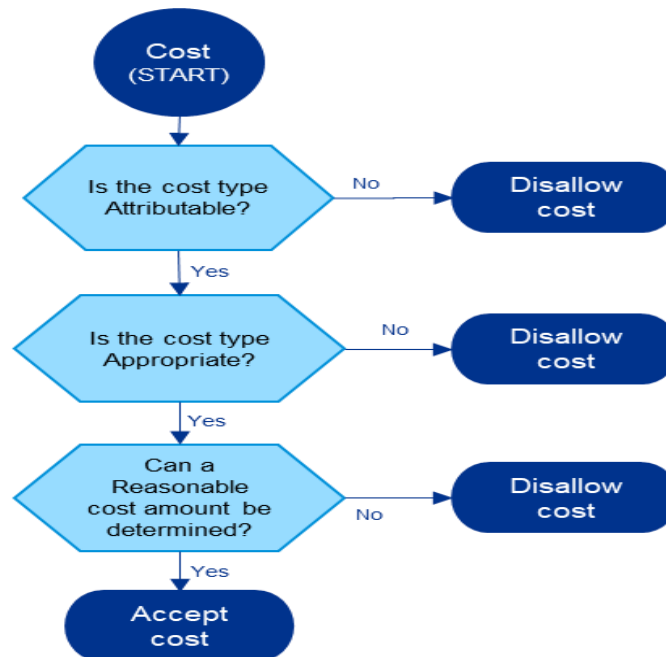 Cost
(START)
Is the cost type
Attributable?
No
Disallow
cost
Yes
Is the cost type
Appropriate?
No
Disallow
cost
Yes
Can a
Reasonable
cost amount be
determined?
No
Disallow
cost
Yes
Accept
cost